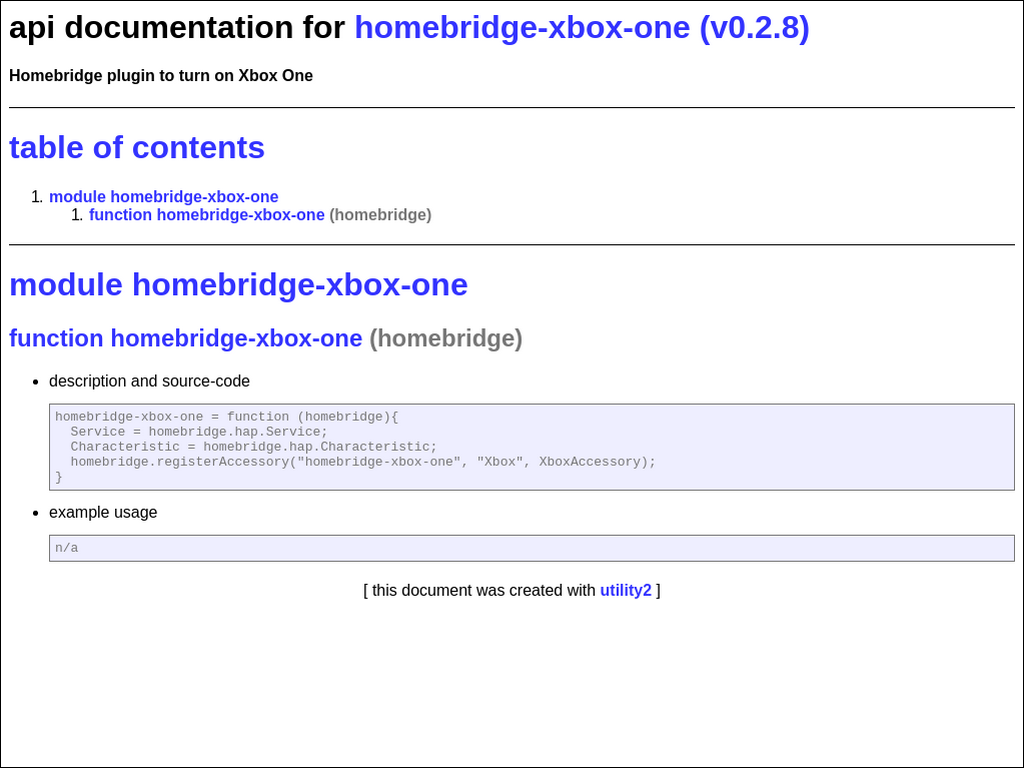 api documentation for homebridge-xbox-one (v0.2.8)
Homebridge plugin to turn on Xbox One
table of contents
1. module homebridge-xbox-one
1. function homebridge-xbox-one (homebridge)
module homebridge-xbox-one
function homebridge-xbox-one (homebridge)
• description and source-code
homebridge-xbox-one = function (homebridge){
  Service = homebridge.hap.Service;
  Characteristic = homebridge.hap.Characteristic;
  homebridge.registerAccessory("homebridge-xbox-one", "Xbox", XboxAccessory);
}
• example usage
n/a
[ this document was created with utility2 ]